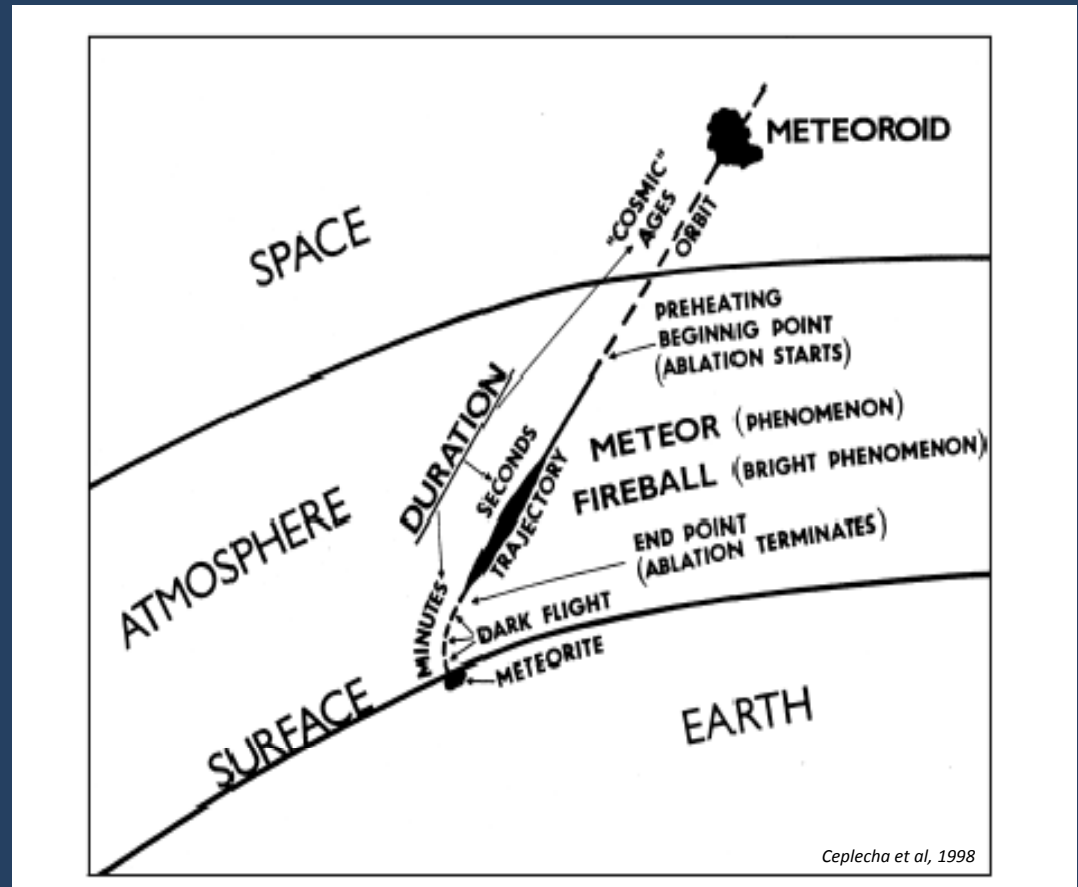 METEOROID
"COSMIC"
AGES
ORBIT
SPACE
PREHEATING
BEGINNIG POINT
(ABLATION STARTS)
DURATION
SECONDS
TRAJECTORY
METEOR (PHENOMENON)
FIREBALL (BRIGHT PHENOMENON)
ATMOSPHERE
END POINT
(ABLATION TERMINATES)
MINUTES
DARK FLIGHT
METEORITE
SURFACE
EARTH
Ceplecha et al, 1998